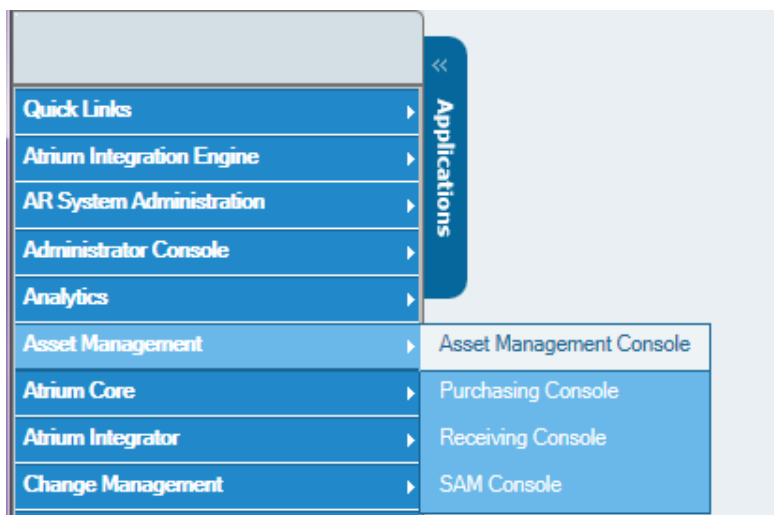 Quick Links
Atrium Integration Engine
AR System Administration
Administrator Console
Analytics
Asset Management
Atrium Core
Atrium Integrator
Change Management
«
Applications
Asset Management Console
Purchasing Console
Receiving Console
SAM Console